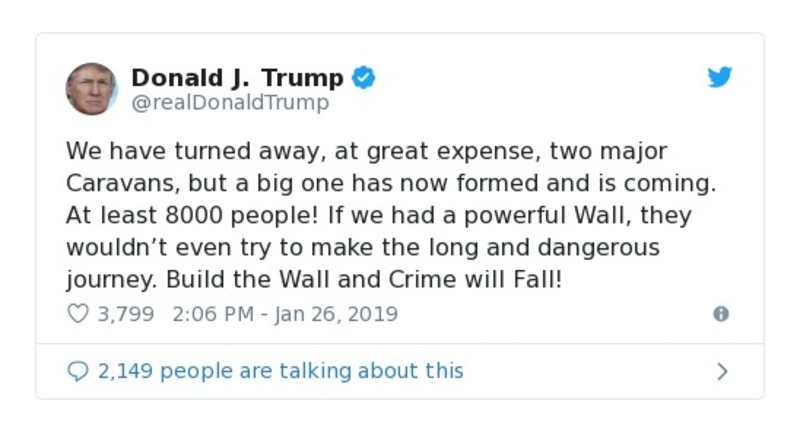 Donald J. Trump
@realDonaldTrump
We have turned away, at great expense, two major
Caravans, but a big one has now formed and is coming.
At least 8000 people! If we had a powerful Wall, they
wouldn’t even try to make the long and dangerous
journey. Build the Wall and Crime will Fall!
3,799 2:06 PM - Jan 26, 2019
2,149 people are talking about this